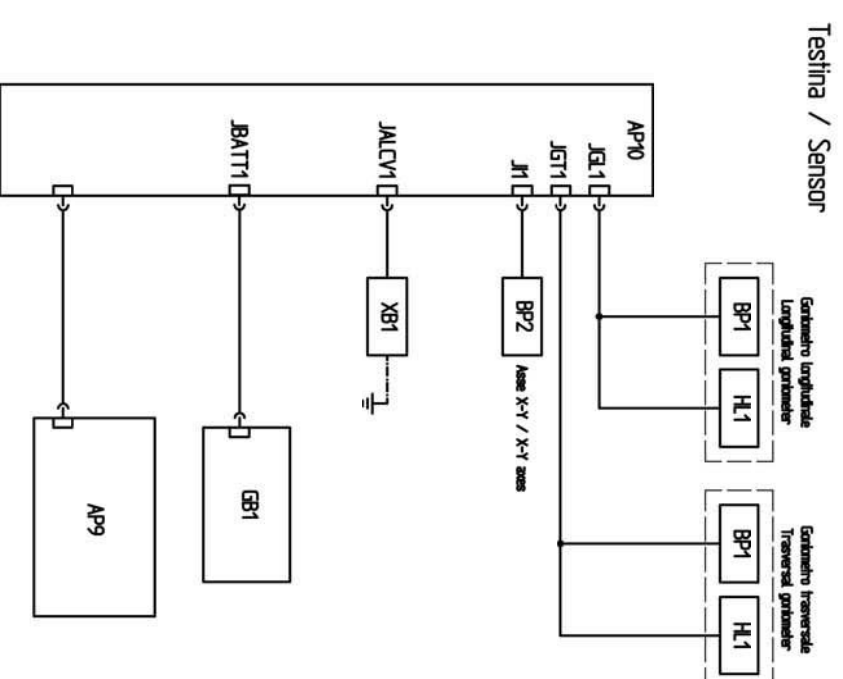 Testina / Sensor
AP10
JGL1
JGT1
JI1
JALCV1
JBATT1
Goniometro longitudinale
Longitudinal goniometer
BP1
HL1
Goniometro trasversale
Trasversal goniometer
BP1
HL1
BP2
Asse X-Y / X-Y axes
XB1
GB1
AP9